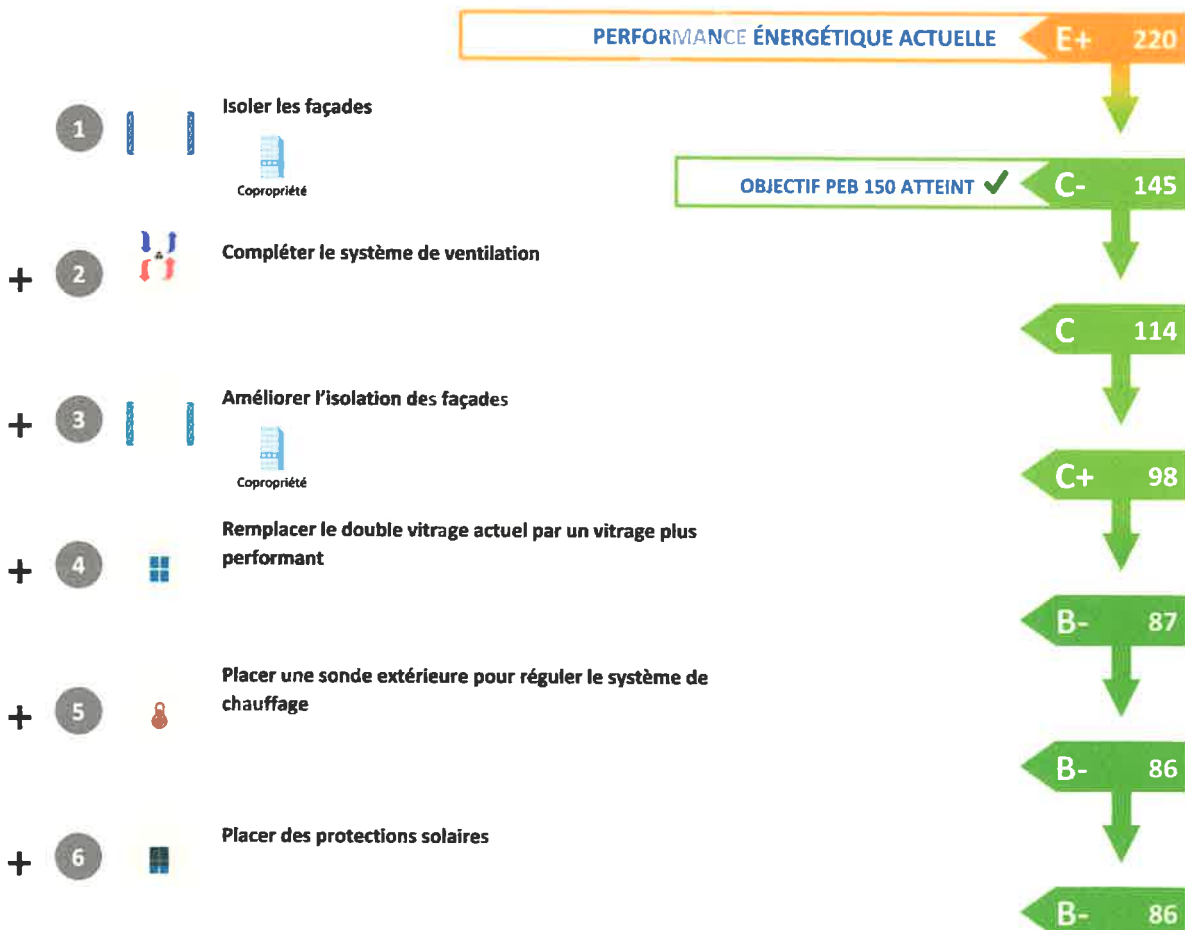 PERFORMANCE ÉNERGÉTIQUE ACTUELLE E+ 220
1 Isoler les façades
Copropriété
OBJECTIF PEB 150 ATTEINT ✓ C- 145
+ 2 Compléter le système de ventilation
C 114
+ 3 Améliorer l'isolation des façades
Copropriété
C+ 98
+ 4 Remplacer le double vitrage actuel par un vitrage plus
performant
B- 87
+ 5 Placer une sonde extérieure pour réguler le système de
chauffage
B- 86
+ 6 Placer des protections solaires
B- 86